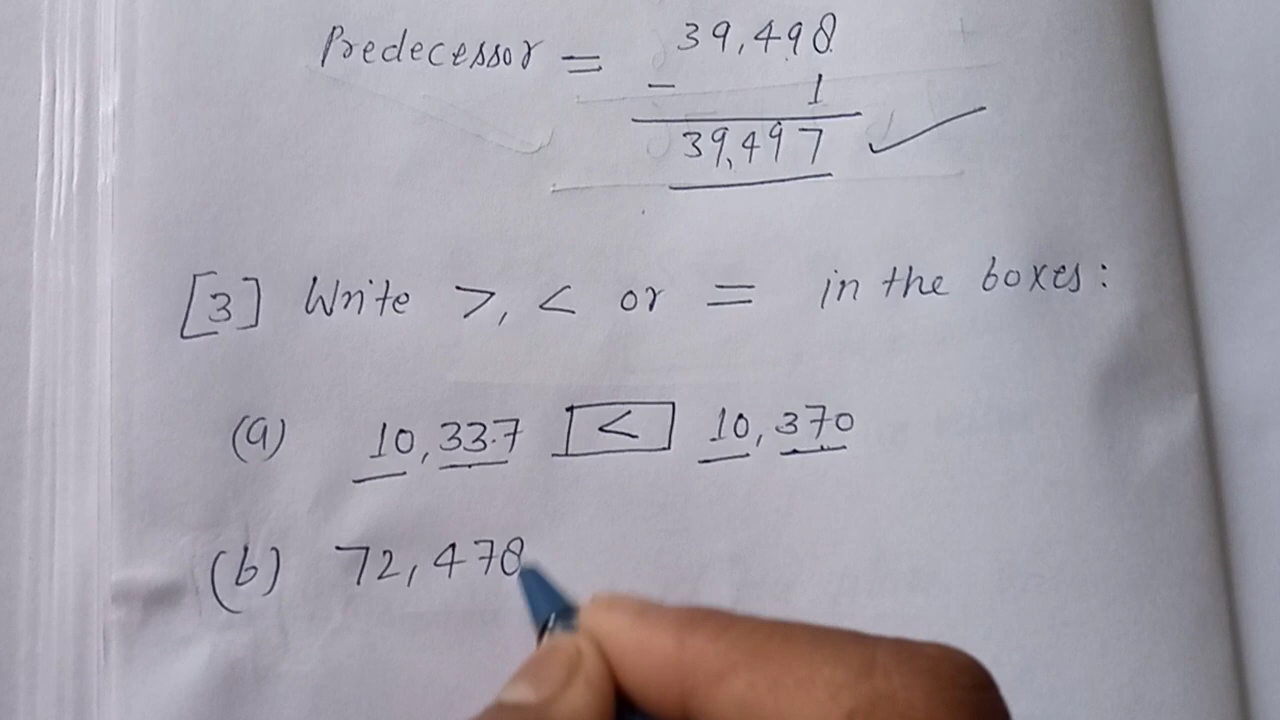 Predecessor = 39,498
- 1
39,497 ✓
[3] Write >, < or = in the boxes:
(a) 10,337 < 10,370
(b) 72,478